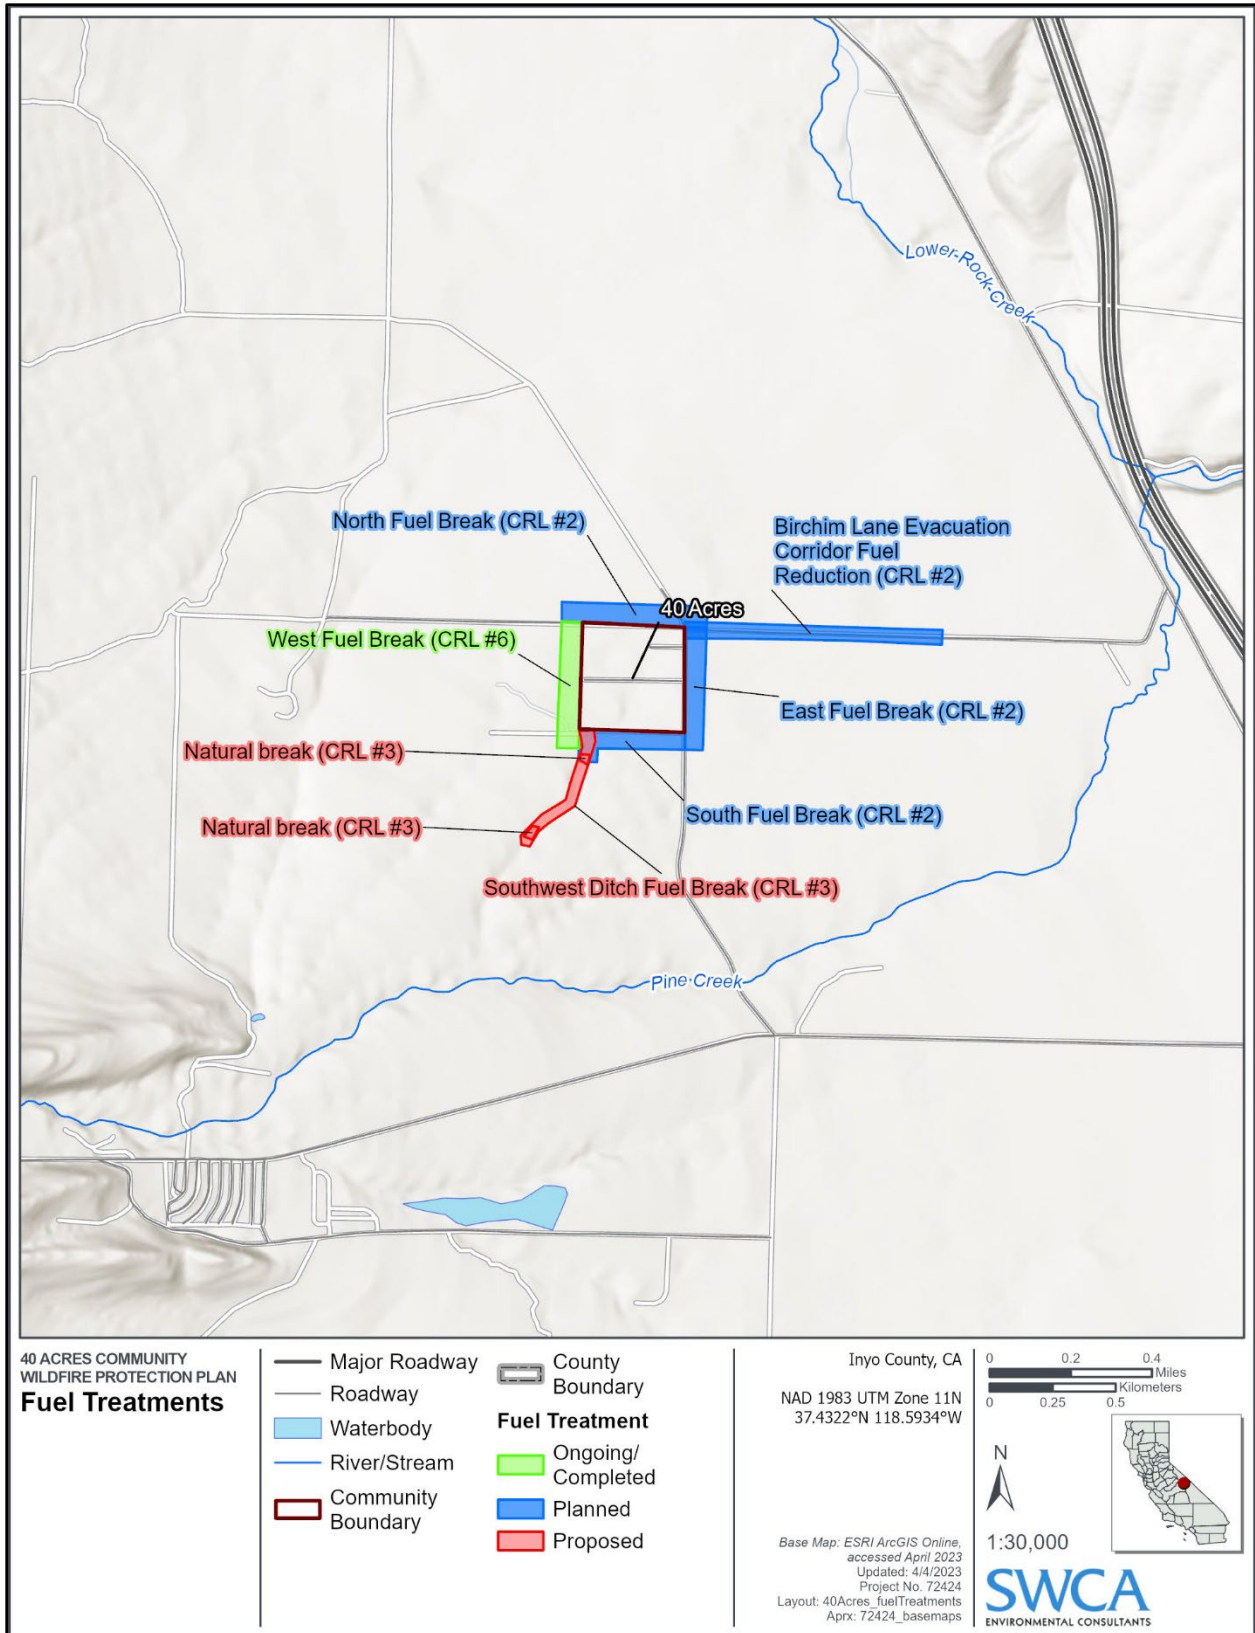 Lower-Rock-Creek
North Fuel Break (CRL #2)
Birchim Lane Evacuation
Corridor Fuel
Reduction (CRL #2)
40 Acres
West Fuel Break (CRL #6)
East Fuel Break (CRL #2)
Natural break (CRL #3)
South Fuel Break (CRL #2)
Natural break (CRL #3)
Southwest Ditch Fuel Break (CRL #3)
Pine-Creek
40 ACRES COMMUNITY
WILDFIRE PROTECTION PLAN
Fuel Treatments
Major Roadway
Roadway
Waterbody
River/Stream
Community
Boundary
County
Boundary
Fuel Treatment
Ongoing/
Completed
Planned
Proposed
Inyo County, CA
NAD 1983 UTM Zone 11N
37.4322°N 118.5934°W
Base Map: ESRI ArcGIS Online,
accessed April 2023
Updated: 4/4/2023
Project No. 72424
Layout: 40Acres_fuelTreatments
Aprx: 72424_basemaps
0 0.2 0.4
Miles
Kilometers
0 0.25 0.5
N
1:30,000
SWCA
ENVIRONMENTAL CONSULTANTS